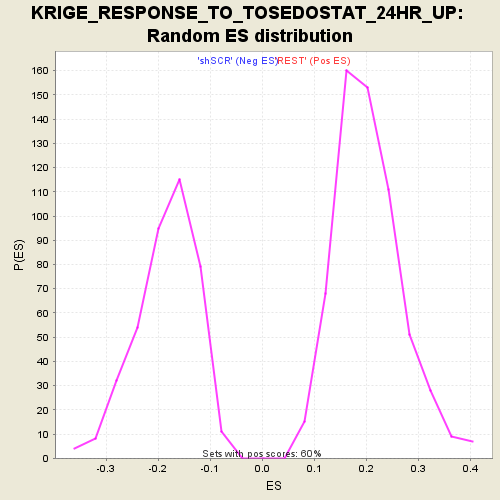 KRIGE_RESPONSE_TO_TOSEDOSTAT_24HR_UP:
Random ES distribution
'shSCR' (Neg ES) REST' (Pos ES)
160
150
140
130
120
110
100
90
80
70
60
50
40
30
20
10
0
P(ES)
Sets with pos scores: 60%
-0.3 -0.2 -0.1 0.0 0.1 0.2 0.3 0.4
ES